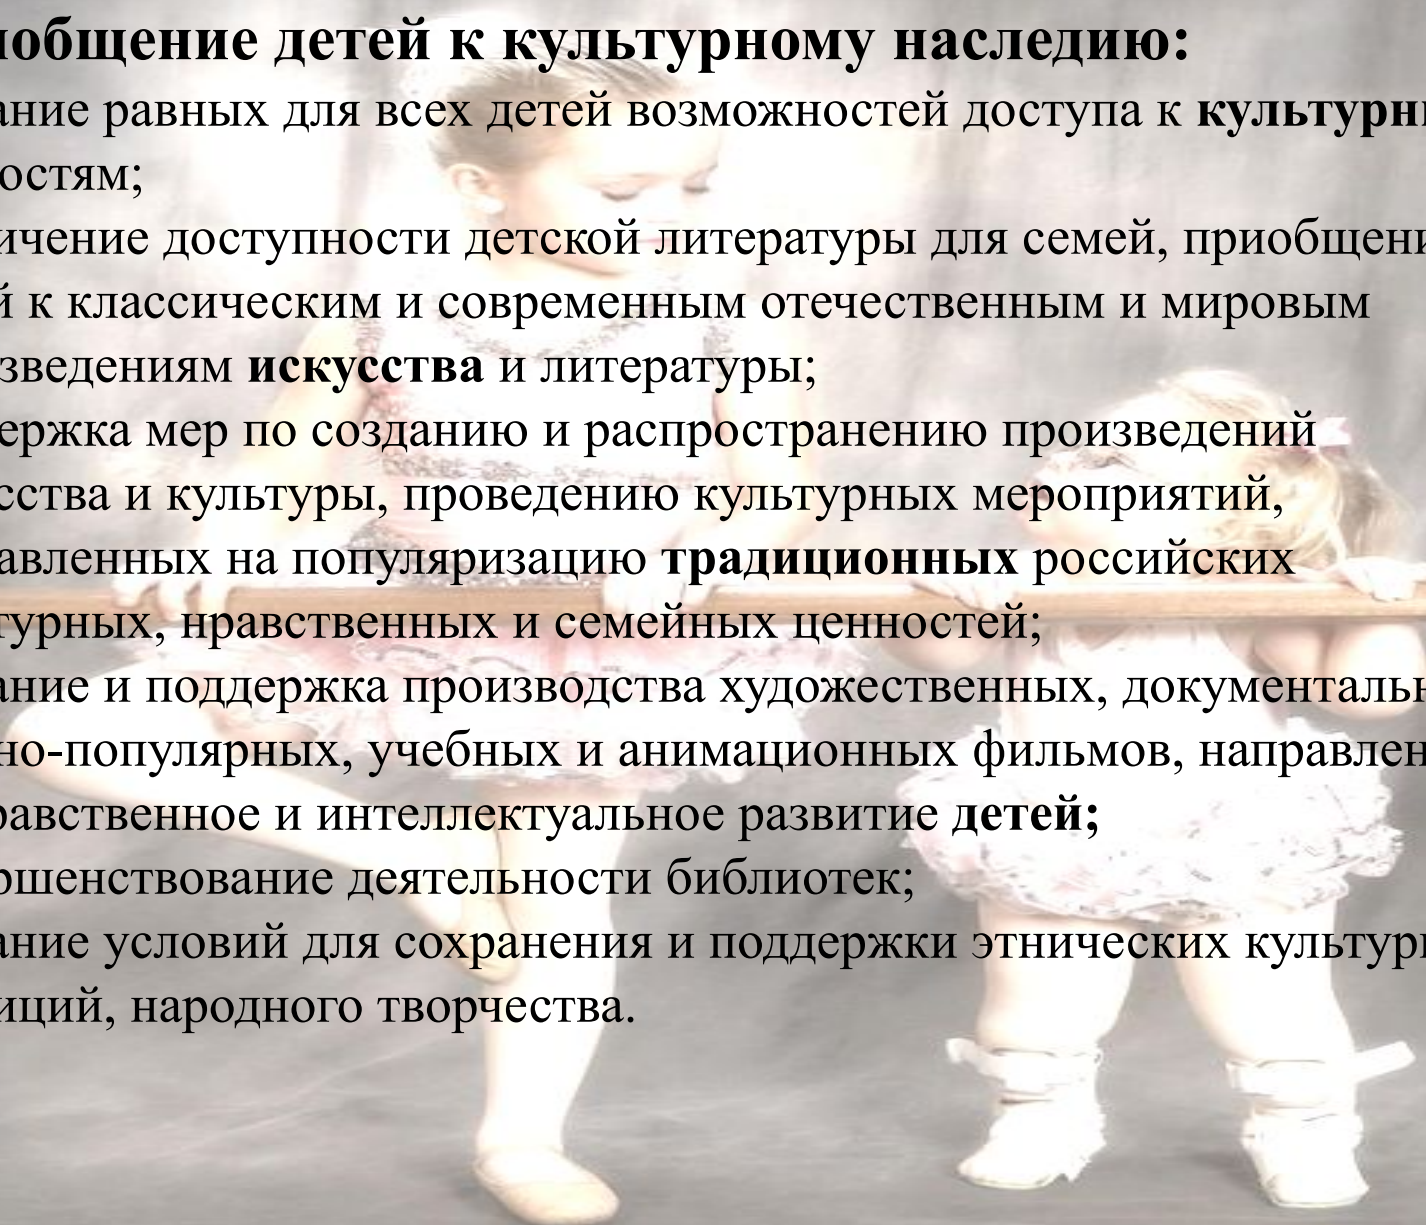 иобщение детей к культурному наследию:
ание равных для всех детей возможностей доступа к культурн
остям;
ичение доступности детской литературы для семей, приобщени
й к классическим и современным отечественным и мировым
зведениям искусства и литературы;
ержка мер по созданию и распространению произведений
сства и культуры, проведению культурных мероприятий,
авленных на популяризацию традиционных российских
турных, нравственных и семейных ценностей;
ание и поддержка производства художественных, документальн
но-популярных, учебных и анимационных фильмов, направлен
равственное и интеллектуальное развитие детей;
ршенствование деятельности библиотек;
ание условий для сохранения и поддержки этнических культурн
иций, народного творчества.